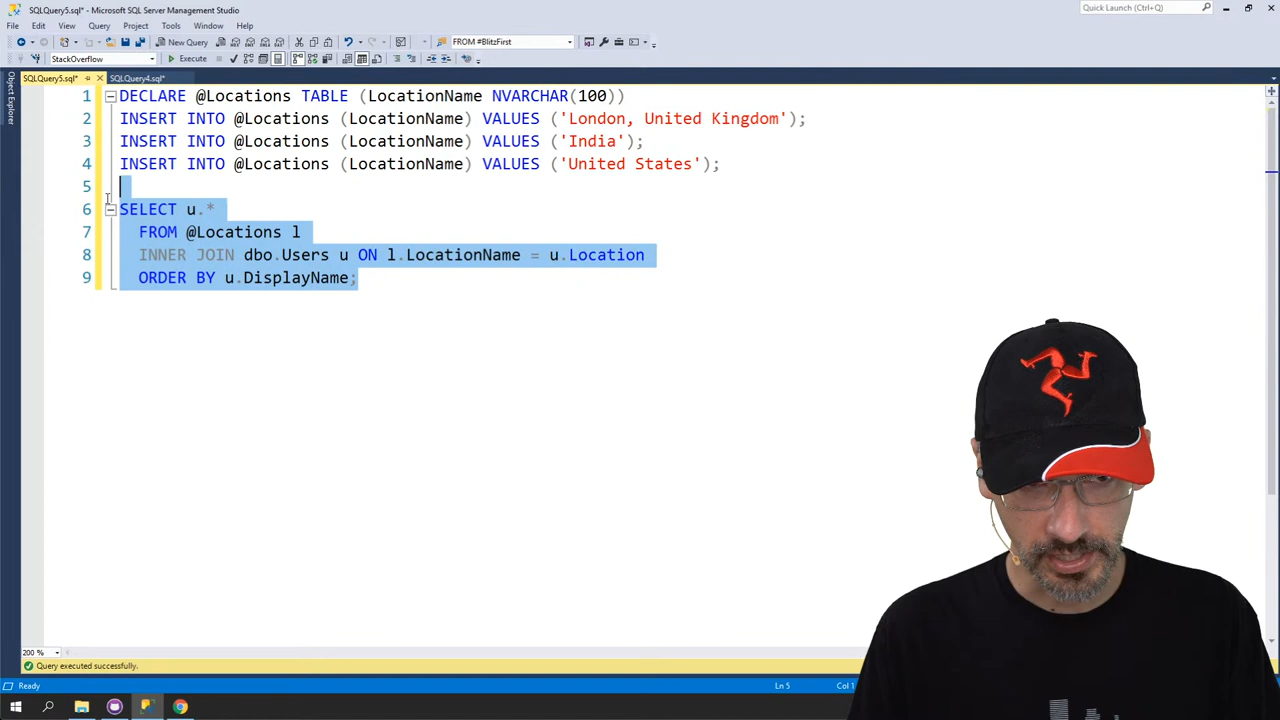 SQLQuery5.sql* - Microsoft SQL Server Management Studio
Quick Launch (Ctrl+Q)
File Edit View Query Project Tools Window Help
New Query
FROM #BlitzFirst
StackOverflow
Execute
SQLQuery5.sql*
SQLQuery4.sql*
Object Explorer
1 DECLARE @Locations TABLE (LocationName NVARCHAR(100))
2 INSERT INTO @Locations (LocationName) VALUES ('London, United Kingdom');
3 INSERT INTO @Locations (LocationName) VALUES ('India');
4 INSERT INTO @Locations (LocationName) VALUES ('United States');
5
6 SELECT u.*
7 FROM @Locations l
8 INNER JOIN dbo.Users u ON l.LocationName = u.Location
9 ORDER BY u.DisplayName;
200 %
Query executed successfully.
Ready
Ln 5
Col 1